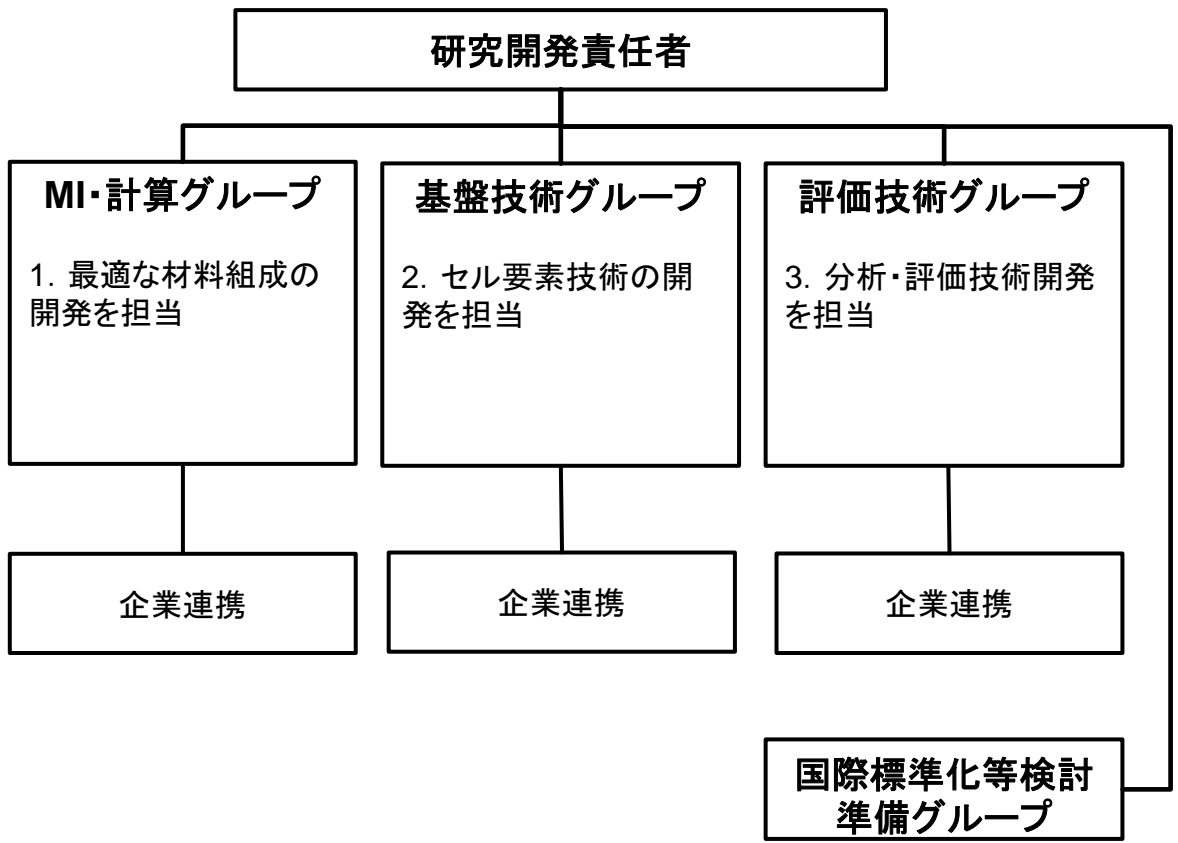 研究開発責任者
MI・計算グループ
1. 最適な材料組成の
開発を担当
基盤技術グループ
2. セル要素技術の開
発を担当
評価技術グループ
3. 分析・評価技術開発
を担当
企業連携
企業連携
企業連携
国際標準化等検討
準備グループ